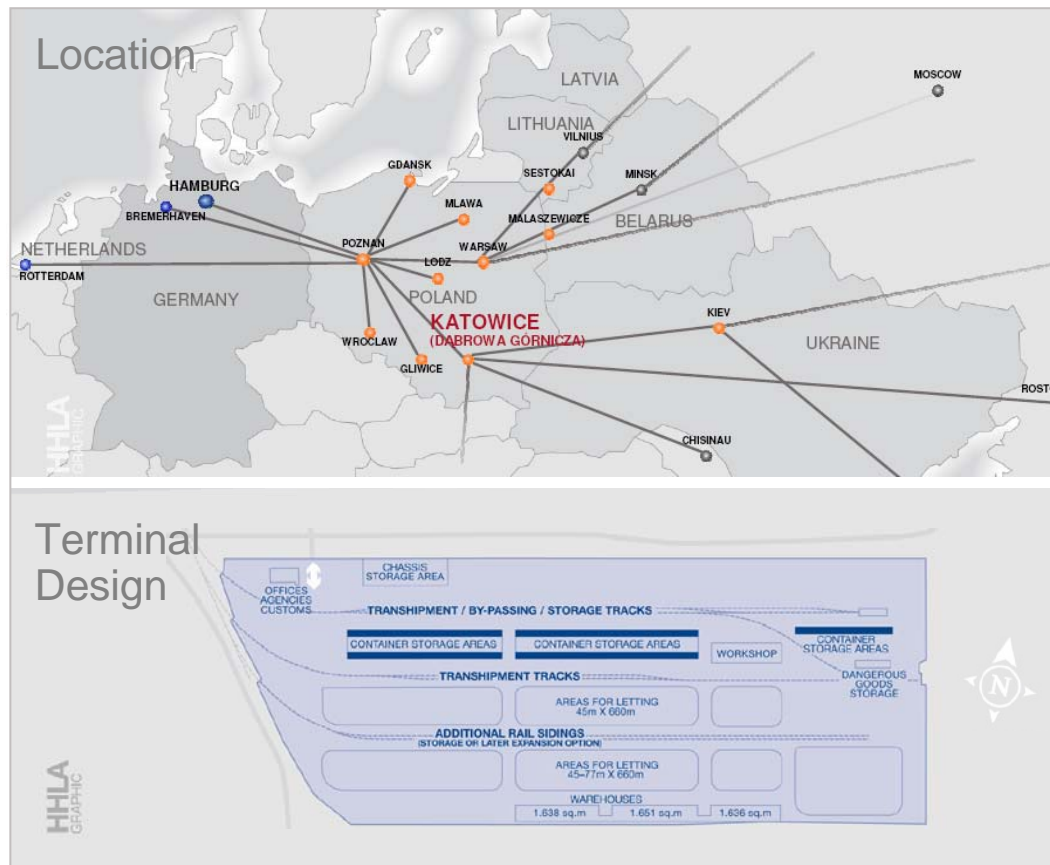 Location
LATVIA
MOSCOW
LITHUANIA
VILNIUS
GDANSK
SESTOKAI
MINSK
HAMBURG
BREMERHAVEN
MLAWA
MALASZEWICZE
BELARUS
NETHERLANDS
POZNAN
WARSAW
ROTTERDAM
LODZ
GERMANY
POLAND
KATOWICE
(DĄBROWA GÓRNICZA)
KIEV
WROCLAW
UKRAINE
GLIWICE
ROSTO
CHISINAU
HHLA
GRAPHIC
Terminal
Design
CHASSIS
STORAGE AREA
OFFICES
AGENCIES
CUSTOMS
TRANSHIPMENT / BY-PASSING / STORAGE TRACKS
CONTAINER STORAGE AREAS
CONTAINER STORAGE AREAS
WORKSHOP
CONTAINER
STORAGE AREAS
TRANSHIPMENT TRACKS
DANGEROUS
GOODS
STORAGE
N
AREAS FOR LETTING
45m X 660m
ADDITIONAL RAIL SIDINGS
(STORAGE OR LATER EXPANSION OPTION)
AREAS FOR LETTING
45–77m X 660m
WAREHOUSES
1.638 sq.m
1.651 sq.m
1.636 sq.m
HHLA
GRAPHIC